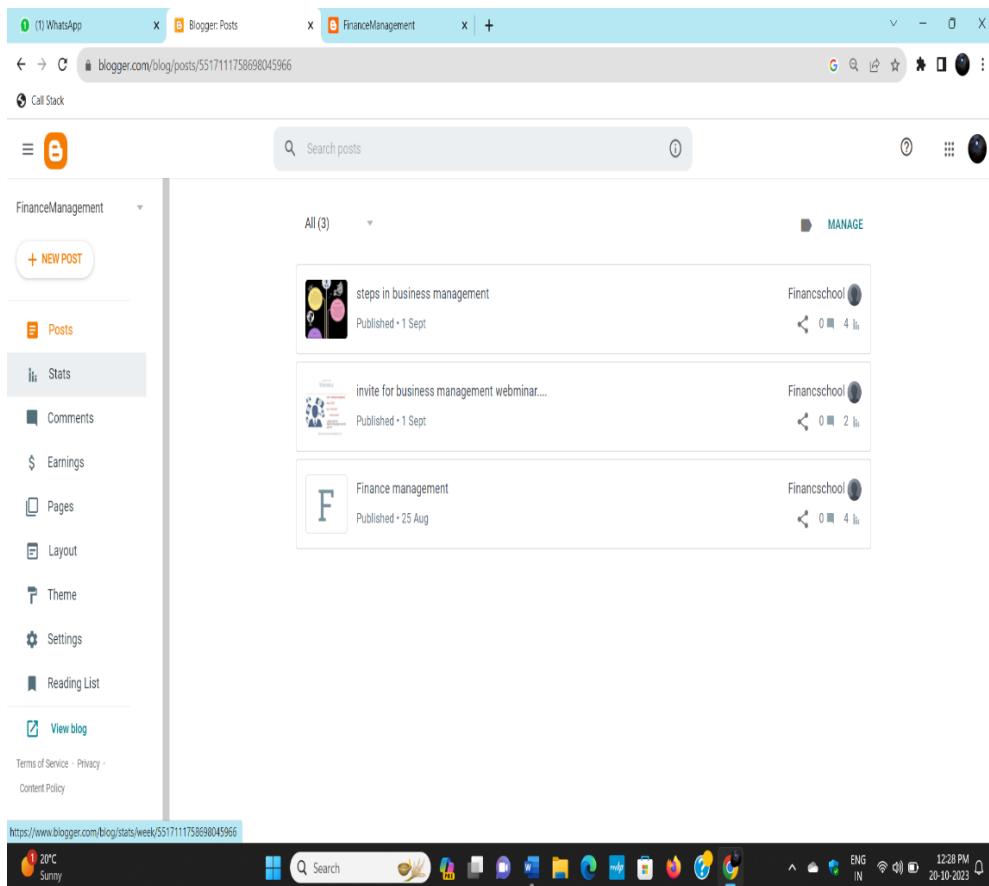 (1) WhatsApp
Blogger: Posts
FinanceManagement
blogger.com/blog/posts/5517111758698045966
Call Stack
Search posts
FinanceManagement
All (3)
MANAGE
+ NEW POST
Posts
Stats
Comments
Earnings
Pages
Layout
Theme
Settings
Reading List
View blog
Terms of Service · Privacy ·
Content Policy
steps in business management
Financschool
Published • 1 Sept
0 4
invite for business management webminar....
Financschool
Published • 1 Sept
0 2
F
Finance management
Financschool
Published • 25 Aug
0 4
https://www.blogger.com/blog/stats/week/5517111758698045966
1
20°C
Sunny
Search
ENG
IN
12:28 PM
20-10-2023